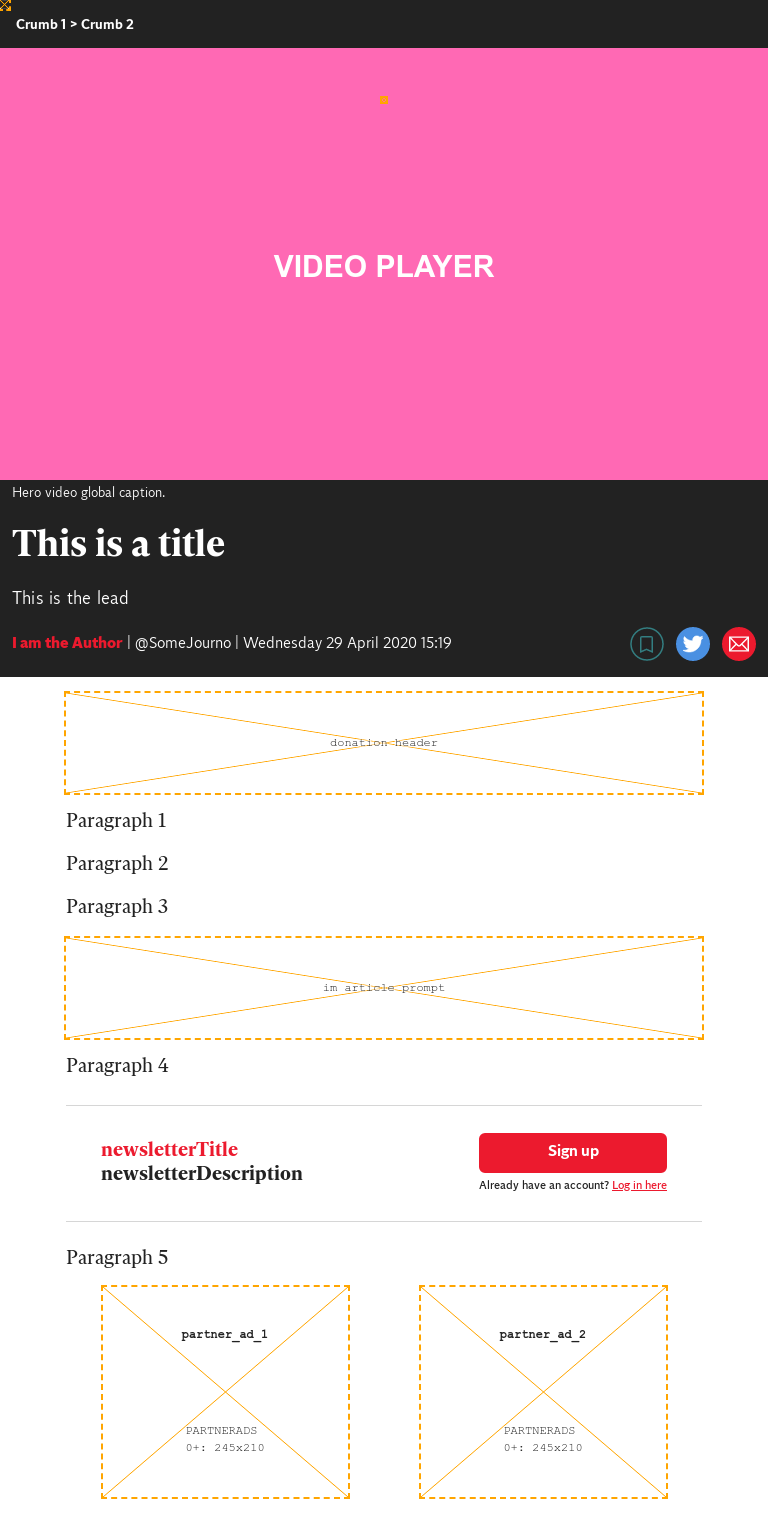 Crumb 1 > Crumb 2
VIDEO PLAYER
Hero video global caption.
This is a title
This is the lead
I am the Author | @SomeJourno | Wednesday 29 April 2020 15:19
donation header
Paragraph 1
Paragraph 2
Paragraph 3
im article prompt
Paragraph 4
newsletterTitle
newsletterDescription
Sign up
Already have an account? Log in here
Paragraph 5
partner_ad_1
PARTNERADS
0+: 245x210
partner_ad_2
PARTNERADS
0+: 245x210